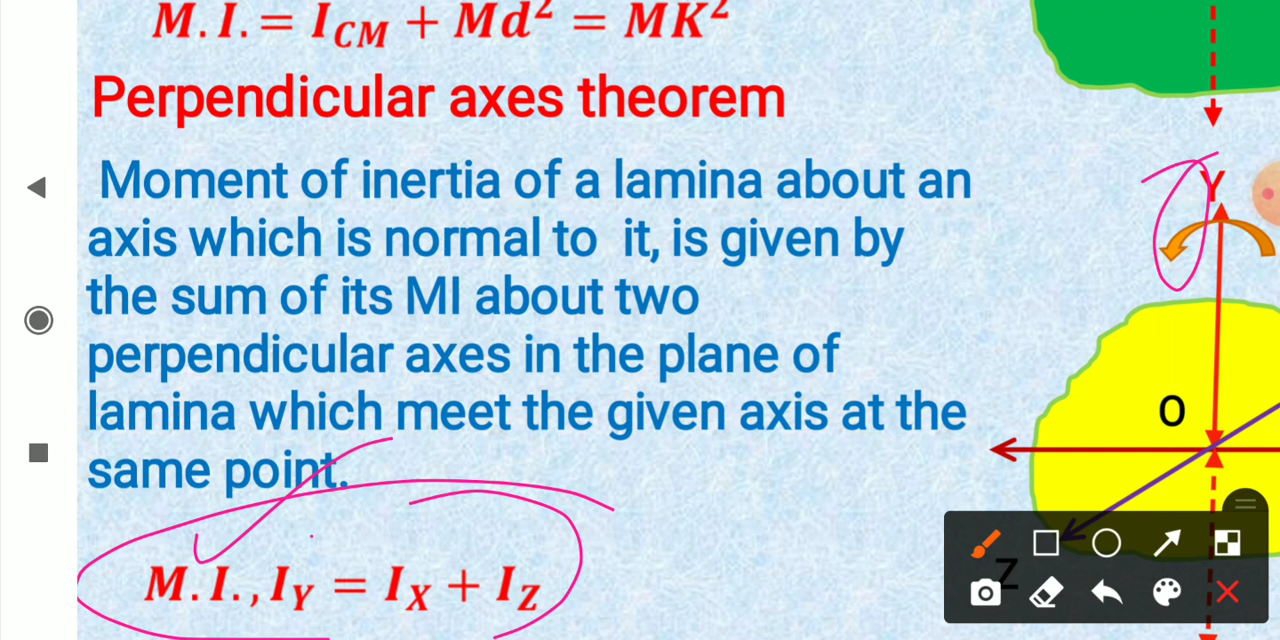 M.I.= I_CM + Md² = MK²
Perpendicular axes theorem
Moment of inertia of a lamina about an
axis which is normal to it, is given by
the sum of its MI about two
perpendicular axes in the plane of
lamina which meet the given axis at the
same point.
M.I., I_Y = I_X + I_Z
Y
O
Z